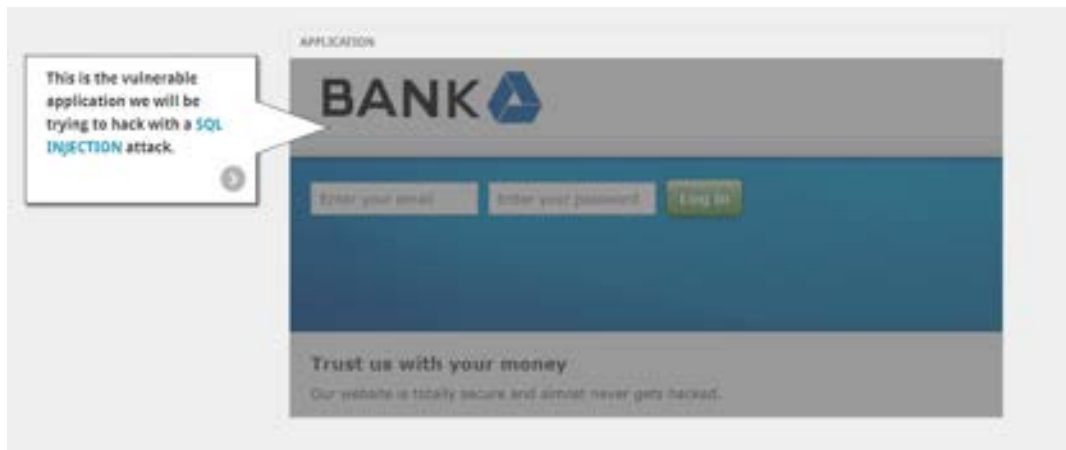 APPLICATION
This is the vulnerable
application we will be
trying to hack with a SQL
INJECTION attack.
BANK
Enter your email
Enter your password
Log in
Trust us with your money
Our website is totally secure and almost never gets hacked.